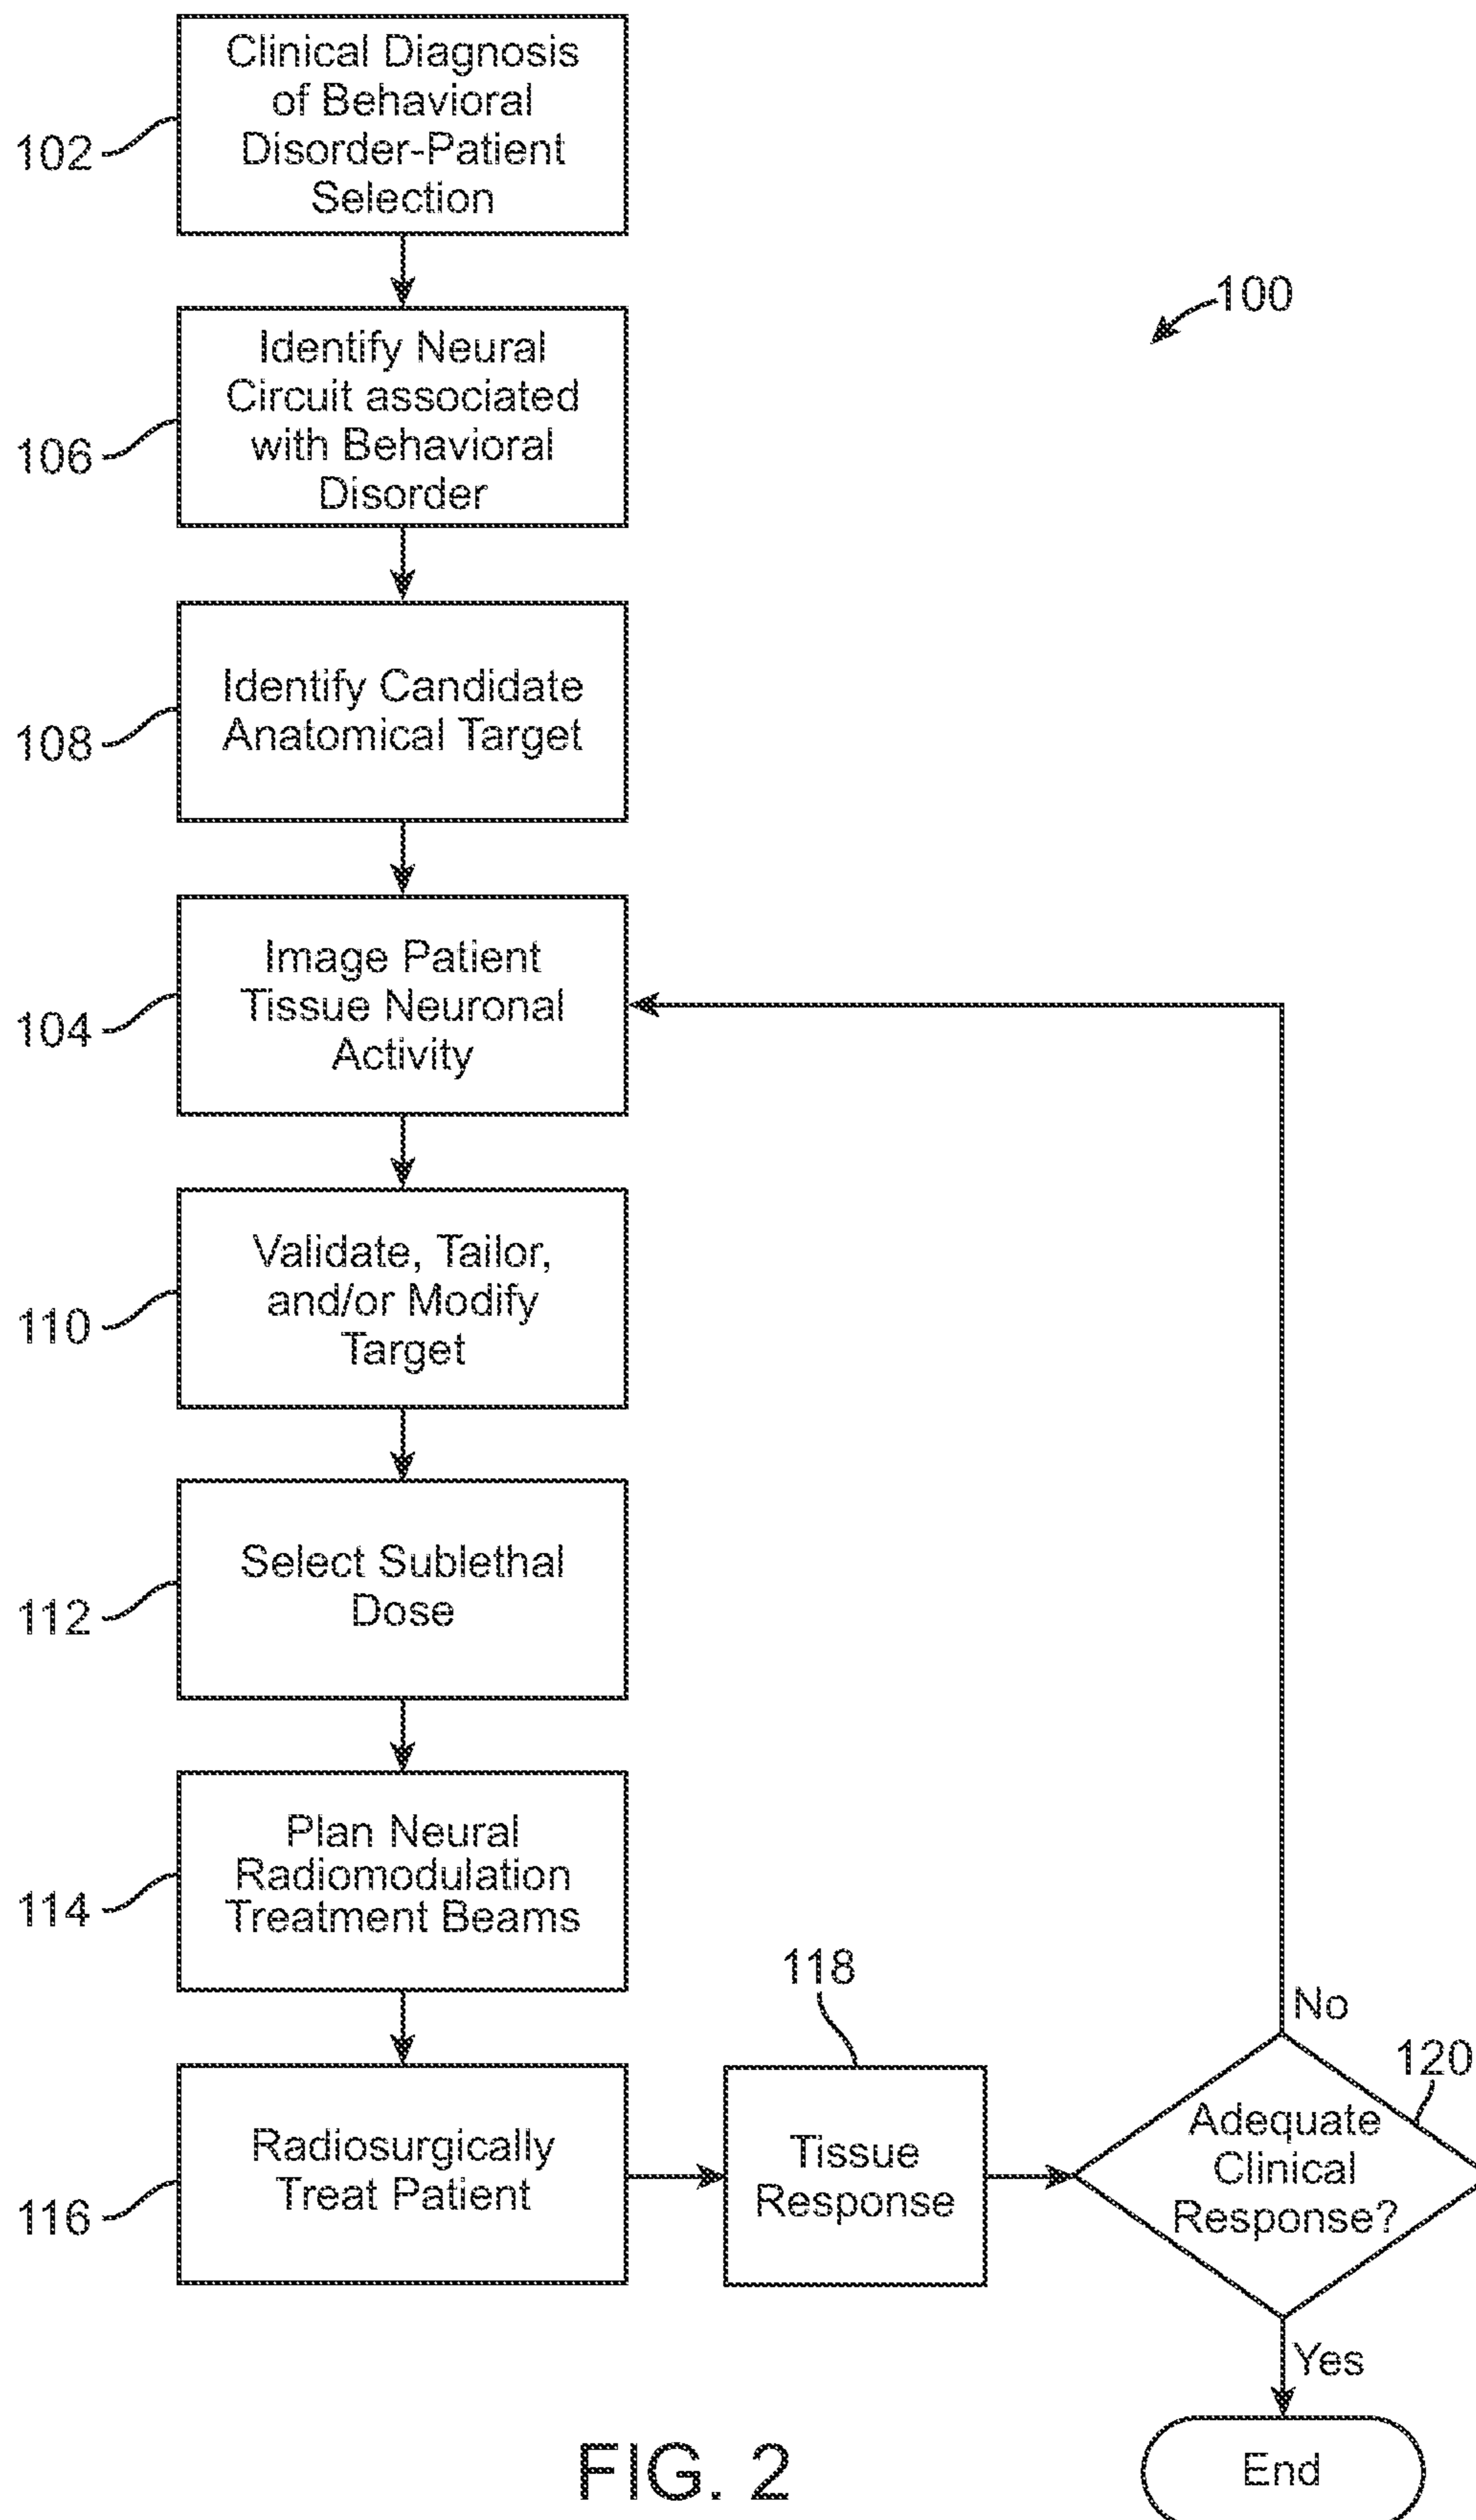 102
Clinical Diagnosis
of Behavioral
Disorder-Patient
Selection
100
106
Identify Neural
Circuit associated
with Behavioral
Disorder
108
Identify Candidate
Anatomical Target
104
Image Patient
Tissue Neuronal
Activity
110
Validate, Tailor,
and/or Modify
Target
112
Select Sublethal
Dose
114
Plan Neural
Radiomodulation
Treatment Beams
116
Radiosurgically
Treat Patient
118
Tissue
Response
No
120
Adequate
Clinical
Response?
Yes
End
FIG. 2